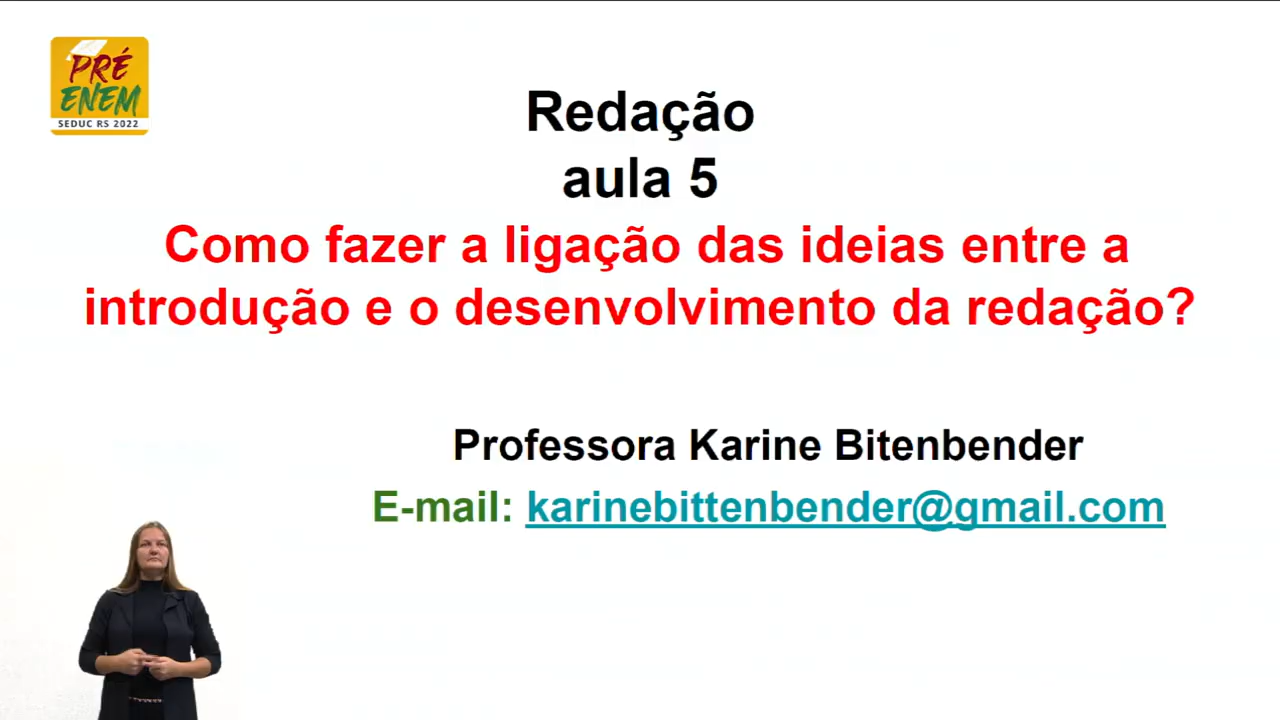 PRÉ
ENEM
SEDUC RS 2022
Redação
aula 5
Como fazer a ligação das ideias entre a
introdução e o desenvolvimento da redação?
Professora Karine Bitenbender
E-mail: karinebittenbender@gmail.com